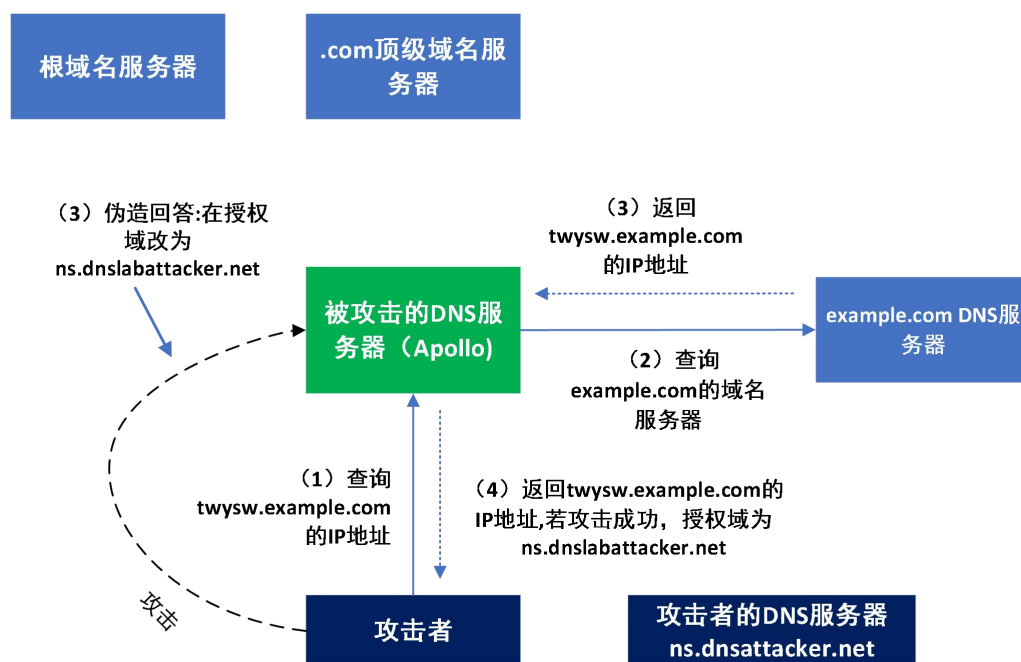 根域名服务器
.com顶级域名服
务器
（3）伪造回答:在授权
域改为
ns.dnslabattacker.net
（3）返回
twysw.example.com
的IP地址
被攻击的DNS服
务器（Apollo)
example.com DNS服
务器
（2）查询
example.com的域名
服务器
（1）查询
twysw.example.com
的IP地址
（4）返回twysw.example.com的
IP地址,若攻击成功，授权域为
ns.dnslabattacker.net
攻击
攻击者
攻击者的DNS服务器
ns.dnsattacker.net